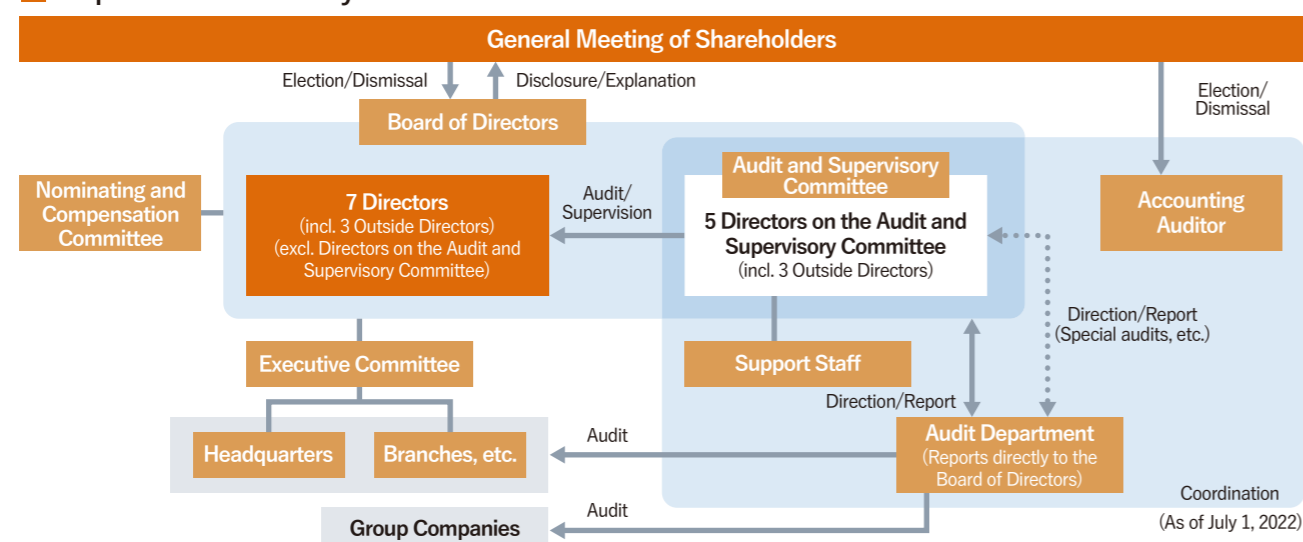 General Meeting of Shareholders
Election/Dismissal
Disclosure/Explanation
Election/
Dismissal
Board of Directors
Nominating and
Compensation
Committee
7 Directors
(incl. 3 Outside Directors)
(excl. Directors on the Audit and
Supervisory Committee)
Audit/
Supervision
Audit and Supervisory
Committee
5 Directors on the Audit and
Supervisory Committee
(incl. 3 Outside Directors)
Accounting
Auditor
Direction/Report
(Special audits, etc.)
Executive Committee
Support Staff
Direction/Report
Headquarters
Branches, etc.
Audit
Audit Department
(Reports directly to the
Board of Directors)
Coordination
Group Companies
Audit
(As of July 1, 2022)